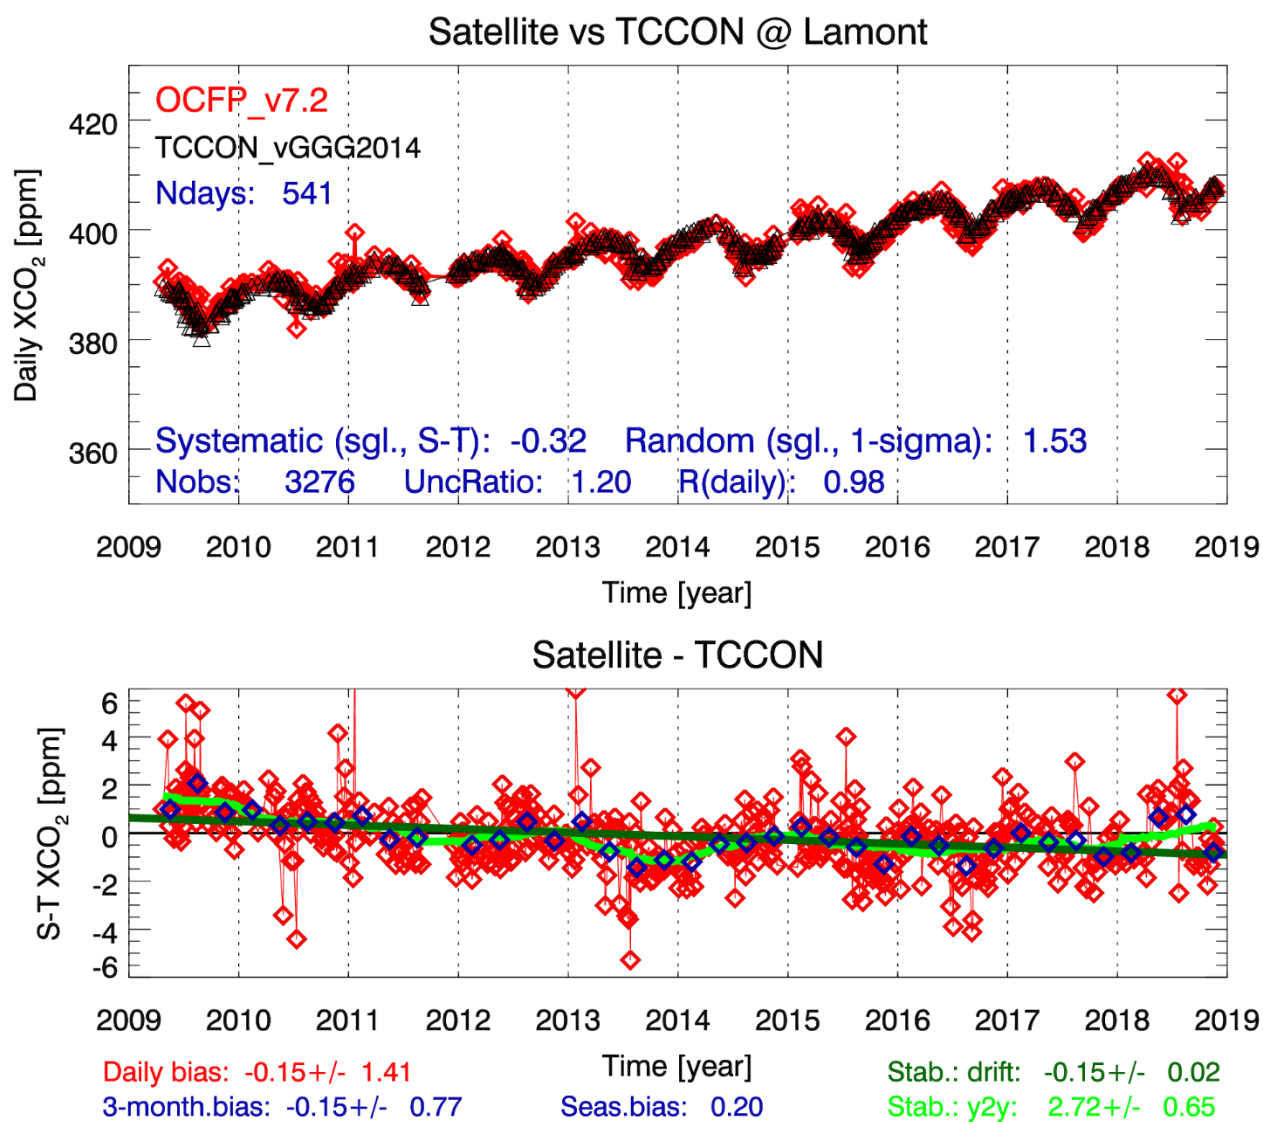 Satellite vs TCCON @ Lamont
OCFP_v7.2
TCCON_vGGG2014
Ndays: 541
420
400
380
360
Daily XCO2 [ppm]
Systematic (sgl., S-T): -0.32 Random (sgl., 1-sigma): 1.53
Nobs: 3276 UncRatio: 1.20 R(daily): 0.98
2009 2010 2011 2012 2013 2014 2015 2016 2017 2018 2019
Time [year]
Satellite - TCCON
6
4
2
0
-2
-4
-6
S-T XCO2 [ppm]
2009 2010 2011 2012 2013 2014 2015 2016 2017 2018 2019
Time [year]
Daily bias: -0.15+/- 1.41
Stab.: drift: -0.15+/- 0.02
3-month.bias: -0.15+/- 0.77
Seas.bias: 0.20
Stab.: y2y: 2.72+/- 0.65